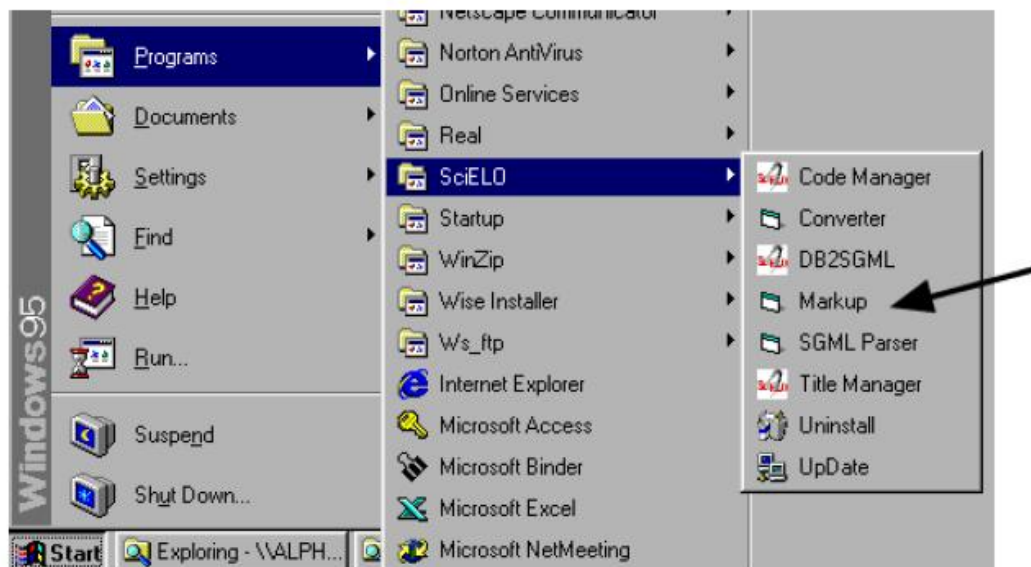 Windows 95
Programs
Documents
Settings
Find
Help
Run...
Suspend
Shut Down...
Start
Exploring - \\ALPH...
Netscape Communicator
Norton AntiVirus
Online Services
Real
SciELO
Startup
WinZip
Wise Installer
Ws_ftp
Internet Explorer
Microsoft Access
Microsoft Binder
Microsoft Excel
Microsoft NetMeeting
Code Manager
Converter
DB2SGML
Markup
SGML Parser
Title Manager
Uninstall
UpDate